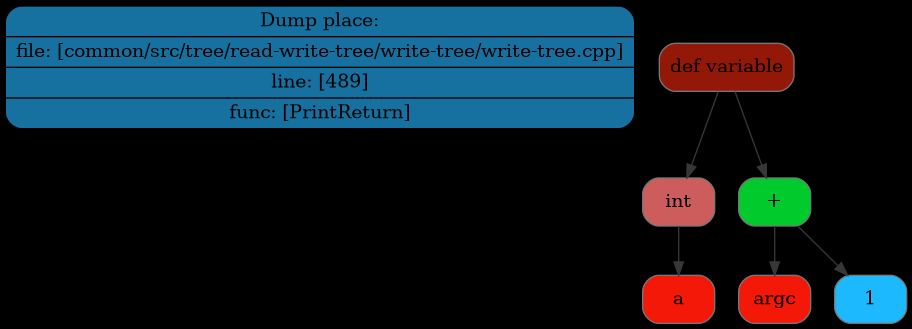 Dump place:
file: [common/src/tree/read-write-tree/write-tree/write-tree.cpp]
line: [489]
func: [PrintReturn]
def variable
int
+
a
argc
1